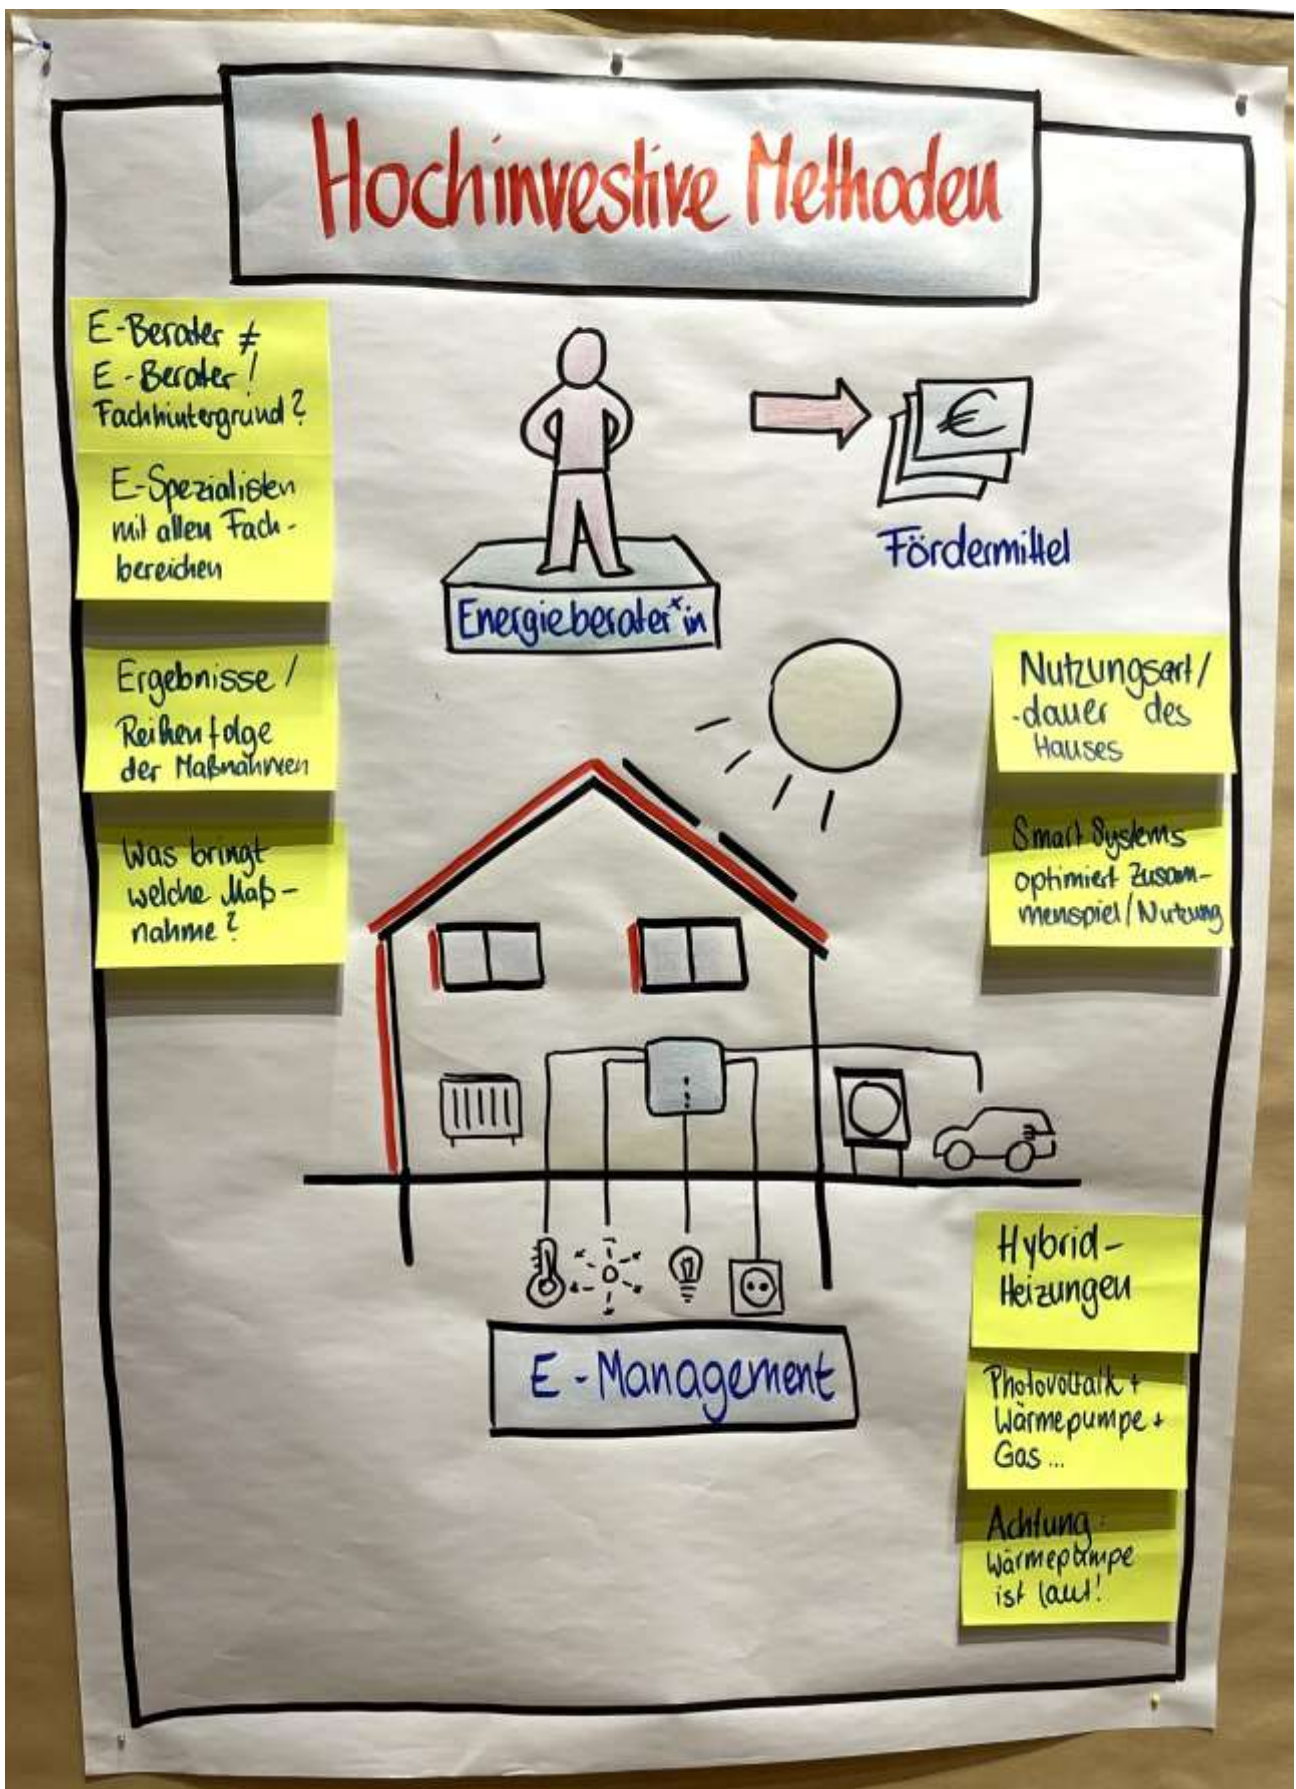 Hochinvestive Methoden
E-Berater ≠
E-Berater!
Fachhintergrund?
E-Spezialisten
mit allen Fach-
bereichen
Ergebnisse /
Reihenfolge
der Maßnahmen
Was bringt
welche Maß-
nahme?
Energieberater*in
€
Fördermittel
Nutzungsart/
-dauer des
Hauses
Smart Systems
optimiert Zusam-
menspiel/Nutzung
E-Management
Hybrid-
Heizungen
Photovoltaik +
Wärmepumpe +
Gas...
Achtung:
Wärmepumpe
ist laut!